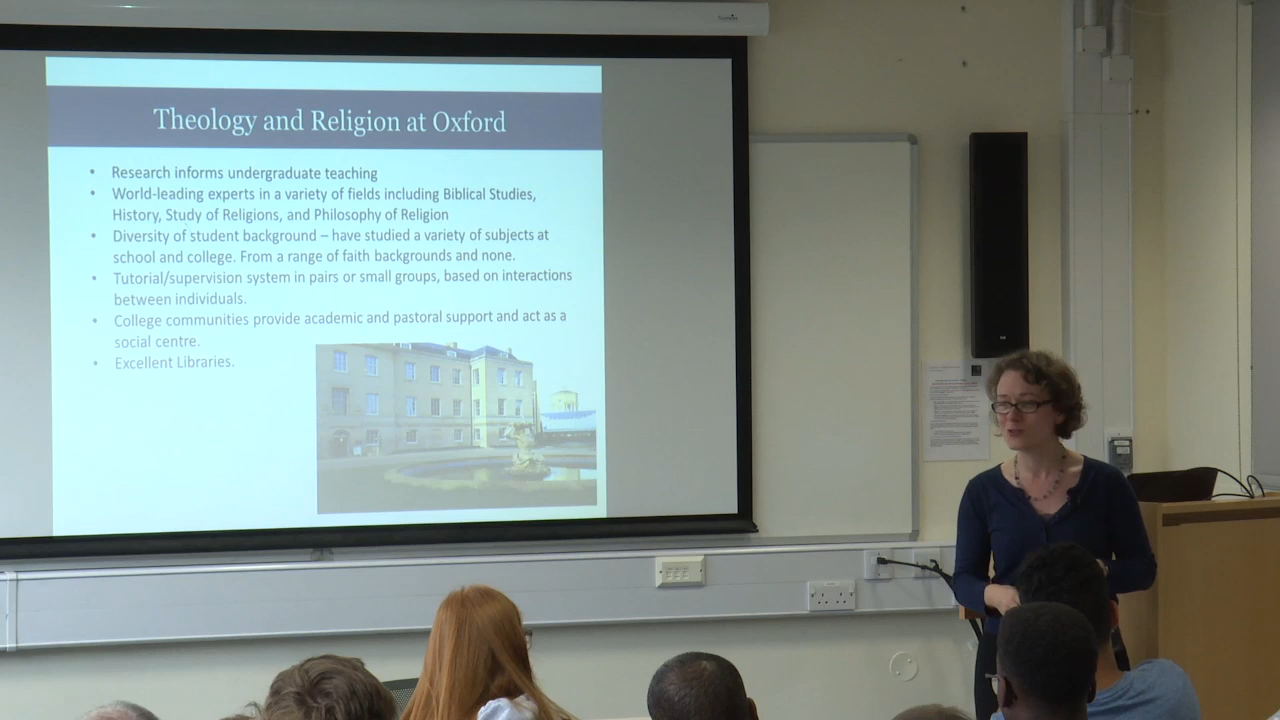 Theology and Religion at Oxford
• Research informs undergraduate teaching
• World-leading experts in a variety of fields including Biblical Studies,
History, Study of Religions, and Philosophy of Religion
• Diversity of student background – have studied a variety of subjects at
school and college. From a range of faith backgrounds and none.
• Tutorial/supervision system in pairs or small groups, based on interactions
between individuals.
• College communities provide academic and pastoral support and act as a
social centre.
• Excellent Libraries.